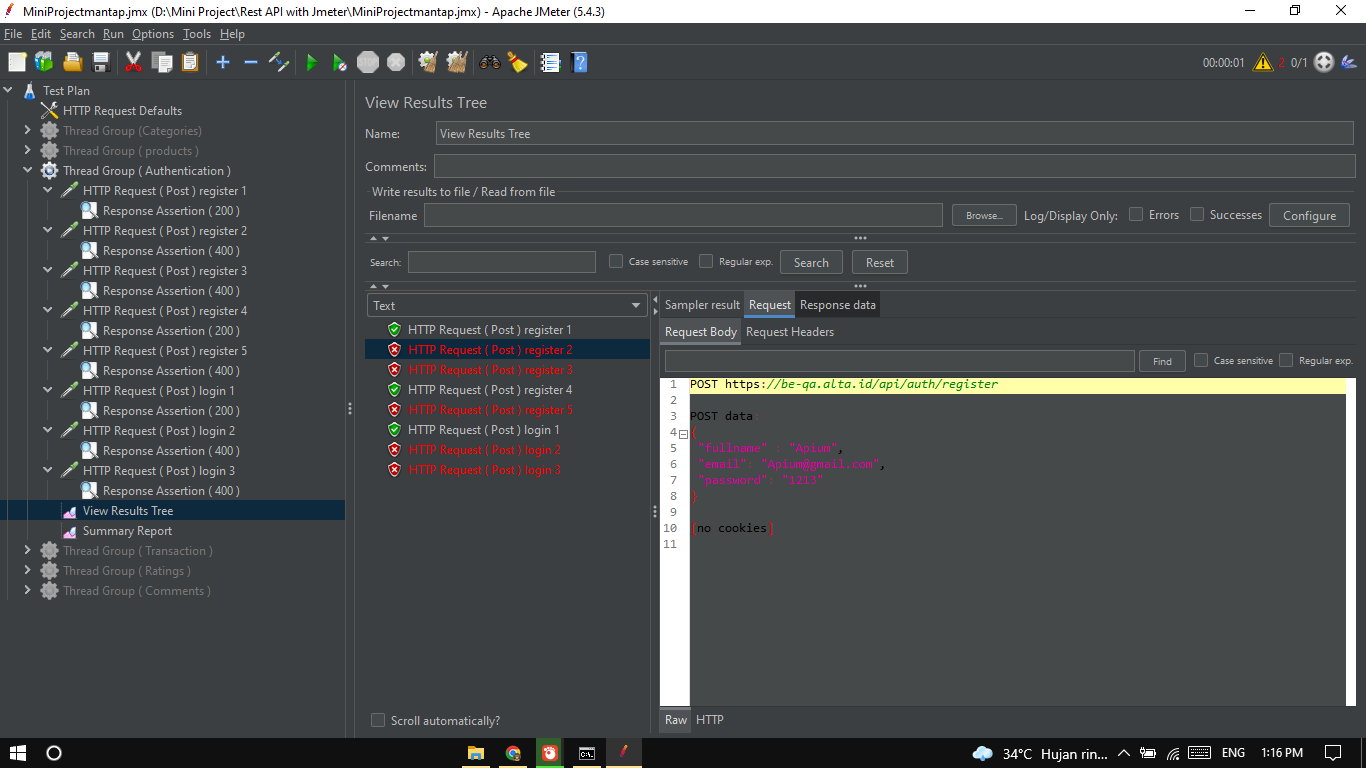 MiniProjectmantap.jmx (D:\Mini Project\Rest API with Jmeter\MiniProjectmantap.jmx) - Apache JMeter (5.4.3)
File Edit Search Run Options Tools Help
STOP 00:00:01 2 0/1
Test Plan
HTTP Request Defaults
Thread Group (Categories)
Thread Group ( products )
Thread Group ( Authentication )
HTTP Request ( Post ) register 1
Response Assertion ( 200 )
HTTP Request ( Post ) register 2
Response Assertion ( 400 )
HTTP Request ( Post ) register 3
Response Assertion ( 400 )
HTTP Request ( Post ) register 4
Response Assertion ( 200 )
HTTP Request ( Post ) register 5
Response Assertion ( 400 )
HTTP Request ( Post ) login 1
Response Assertion ( 200 )
HTTP Request ( Post ) login 2
Response Assertion ( 400 )
HTTP Request ( Post ) login 3
Response Assertion ( 400 )
View Results Tree
Summary Report
Thread Group ( Transaction )
Thread Group ( Ratings )
Thread Group ( Comments )
View Results Tree
Name: View Results Tree
Comments:
Write results to file / Read from file
Filename Browse... Log/Display Only: Errors Successes Configure
Search: Case sensitive Regular exp. Search Reset
Text
HTTP Request ( Post ) register 1
HTTP Request ( Post ) register 2
HTTP Request ( Post ) register 3
HTTP Request ( Post ) register 4
HTTP Request ( Post ) register 5
HTTP Request ( Post ) login 1
HTTP Request ( Post ) login 2
HTTP Request ( Post ) login 3
Scroll automatically?
Sampler result Request Response data
Request Body Request Headers
Find Case sensitive Regular exp.
1 POST https://be-qa.alta.id/api/auth/register
2
3 POST data
4 {
5 "fullname" : "Apium",
6 "email": "Apium@gmail.com",
7 "password": "1213"
8 }
9
10 [no cookies]
11
Raw HTTP
34°C Hujan rin... ENG 1:16 PM